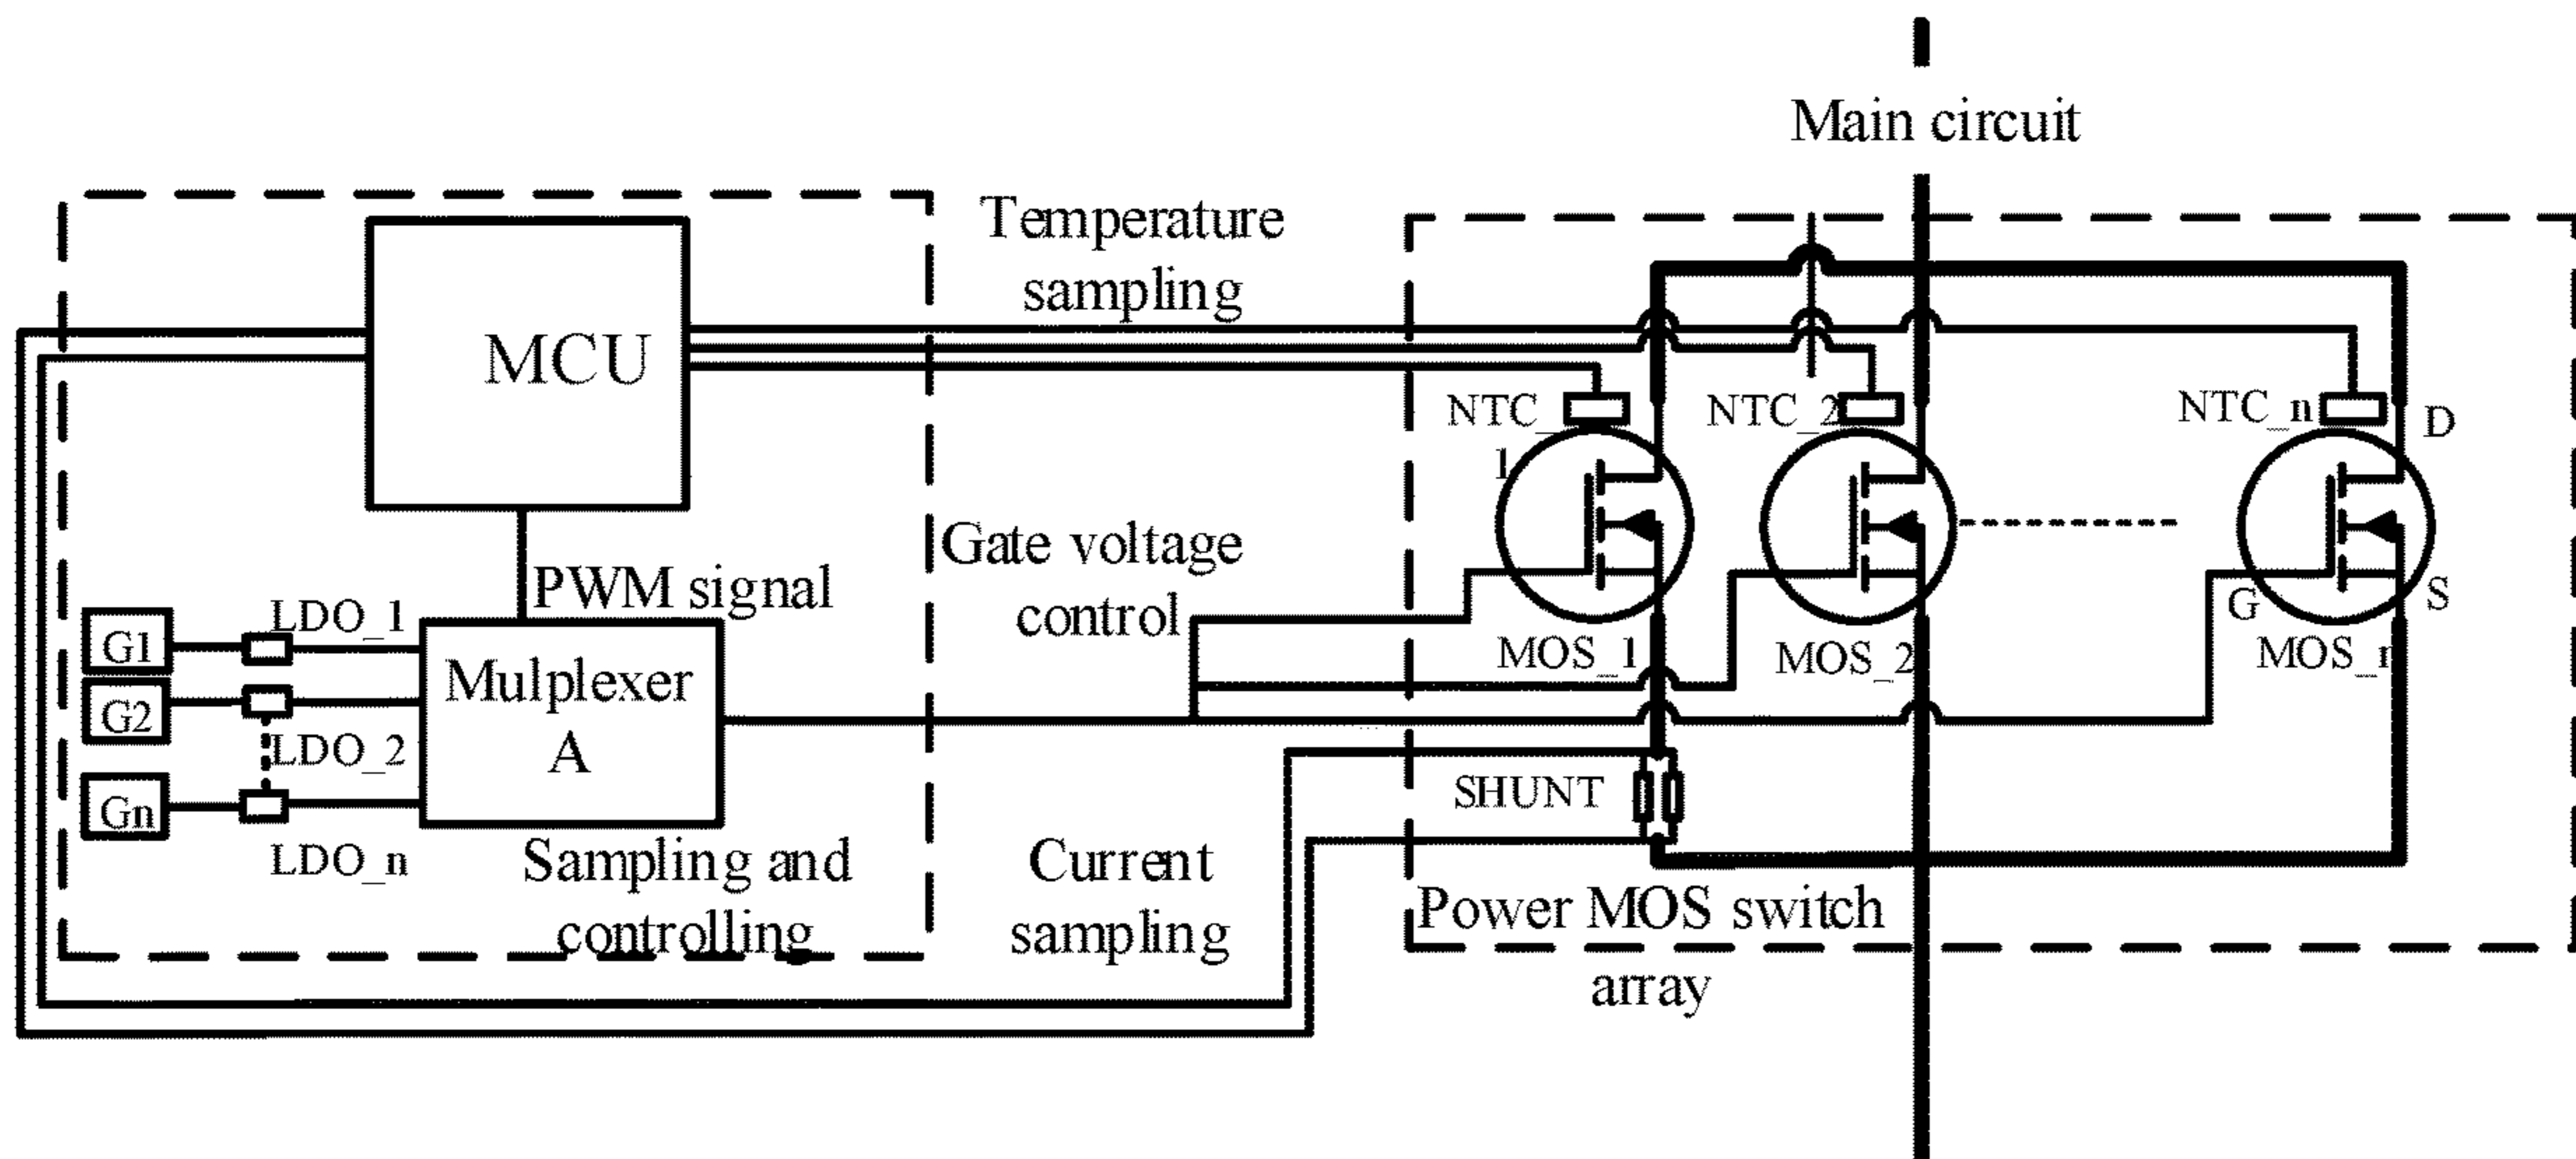 Main circuit
Temperature
sampling
MCU
NTC_
1
NTC_2
NTC_n
D
Gate voltage
control
PWM signal
G
S
LDO_1
G1
MOS_1
MOS_2
MOS_n
Mulplexer
A
G2
LDO_2
Gn
SHUNT
LDO_n
Sampling and
controlling
Current
sampling
Power MOS switch
array